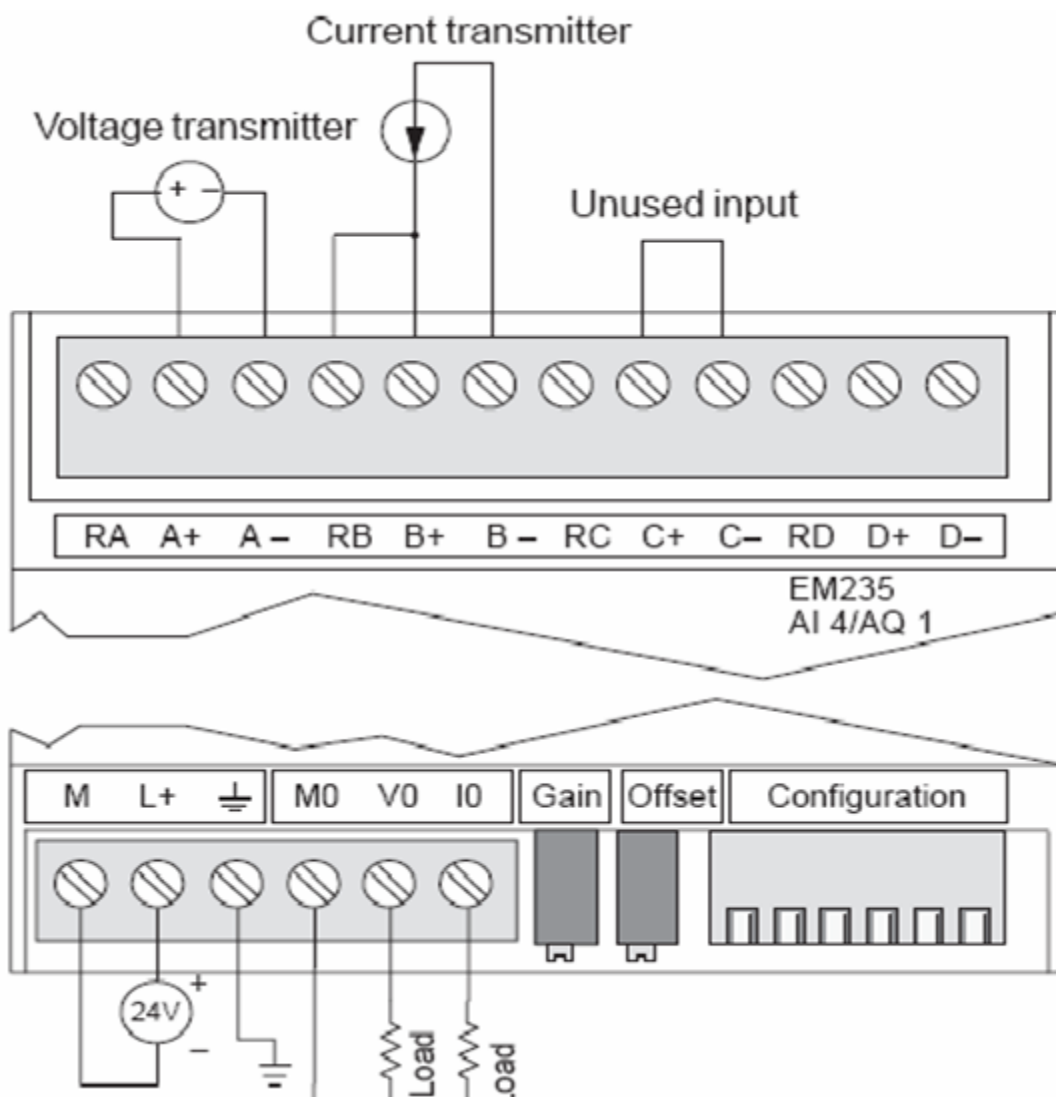 Current transmitter
Voltage transmitter
+ −
Unused input
RA A+ A − RB B+ B − RC C+ C− RD D+ D−
EM235
AI 4/AQ 1
M L+ M0 V0 I0 Gain Offset Configuration
+
24V
−
Load
oad